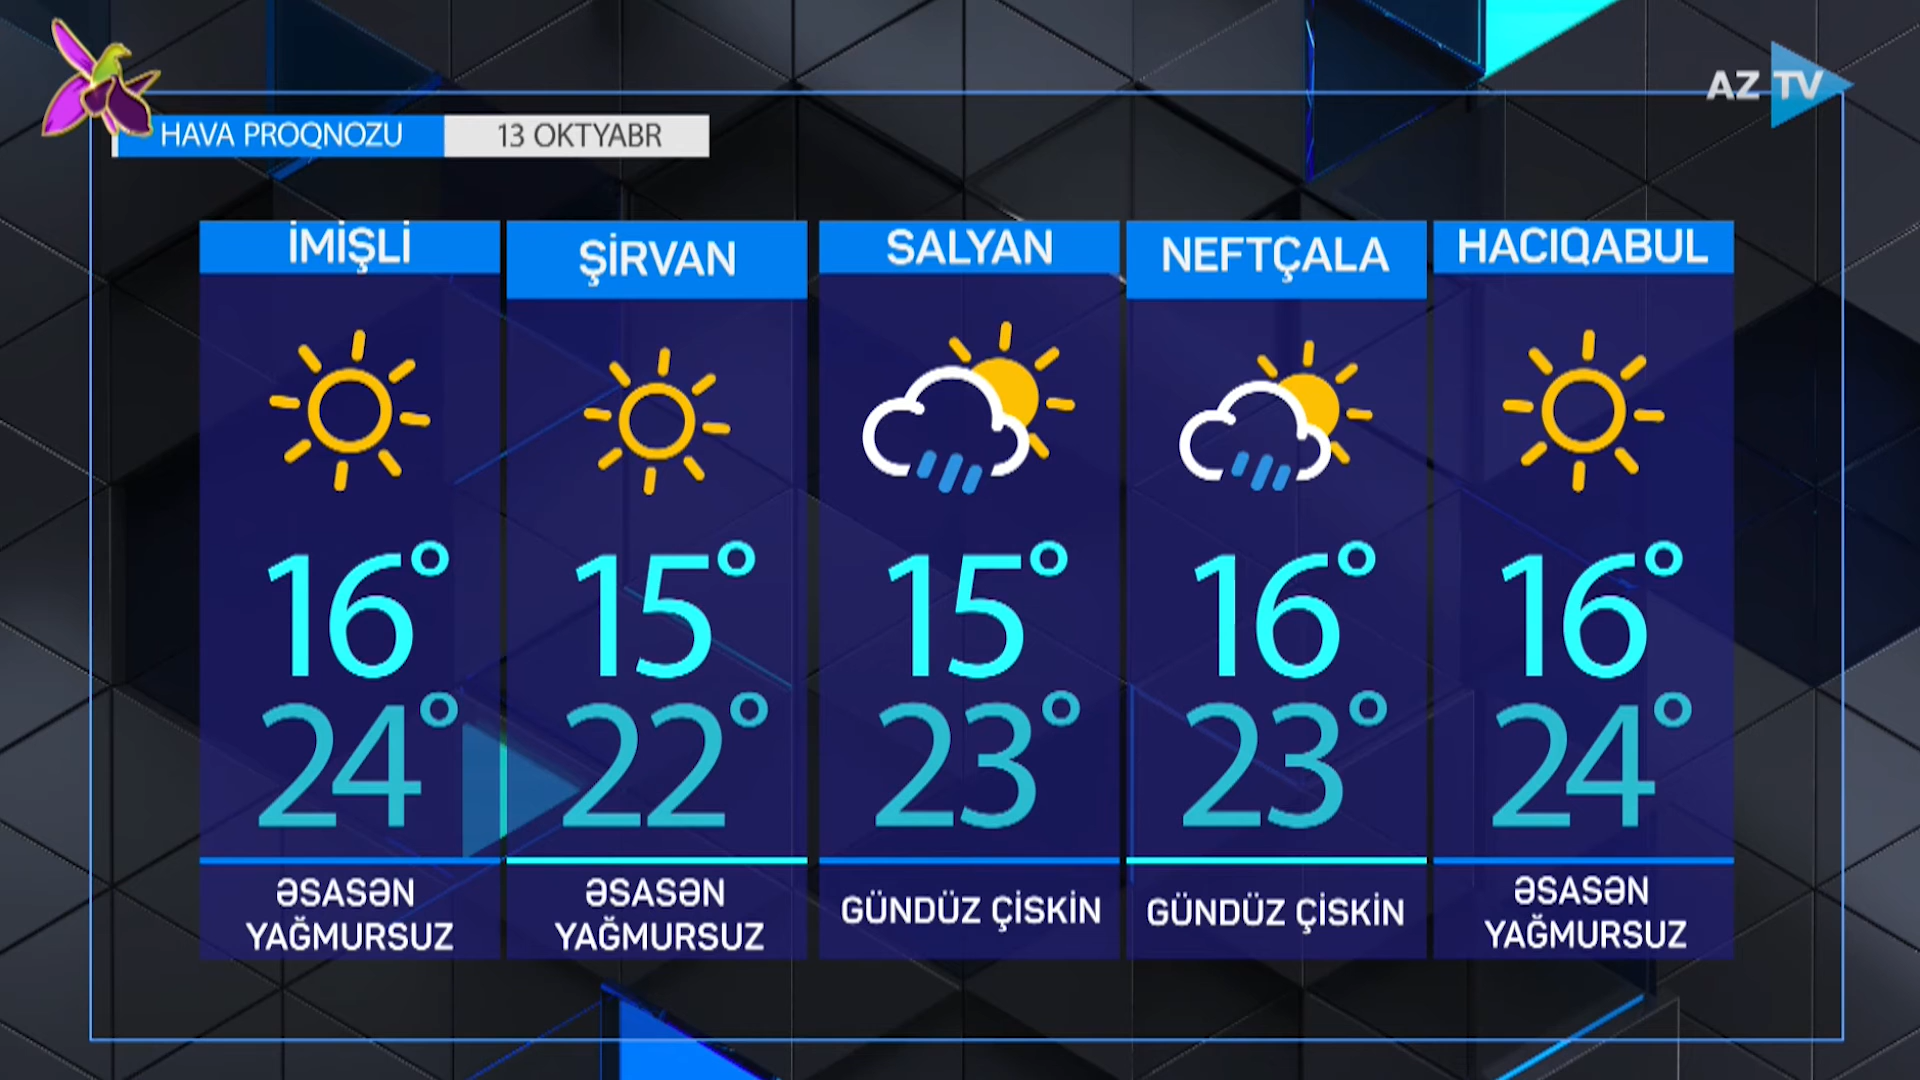 AZ TV
HAVA PROQNOZU
13 OKTYABR
İMİŞLİ
16°
24°
ƏSASƏN
YAĞMURSUZ
ŞİRVAN
15°
22°
ƏSASƏN
YAĞMURSUZ
SALYAN
15°
23°
GÜNDÜZ ÇİSKİN
NEFTÇALA
16°
23°
GÜNDÜZ ÇİSKİN
HACIQABUL
16°
24°
ƏSASƏN
YAĞMURSUZ